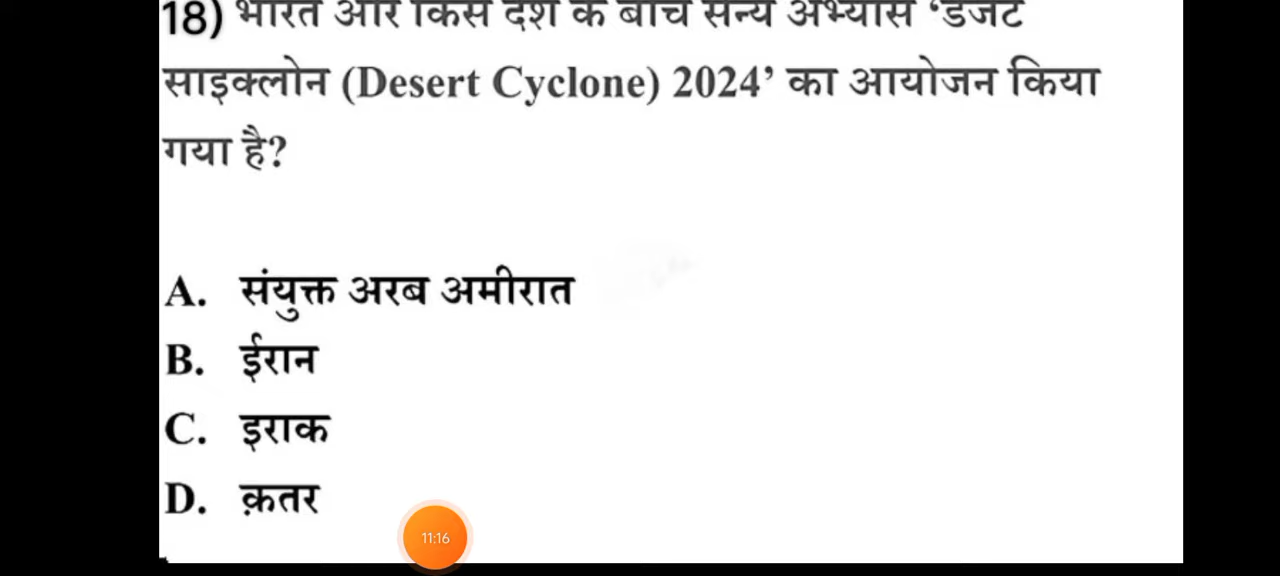 18) भारत और किस देश के बीच सैन्य अभ्यास ‘डेजर्ट
साइक्लोन (Desert Cyclone) 2024’ का आयोजन किया
गया है?
A. संयुक्त अरब अमीरात
B. ईरान
C. इराक
D. क़तर
11:16